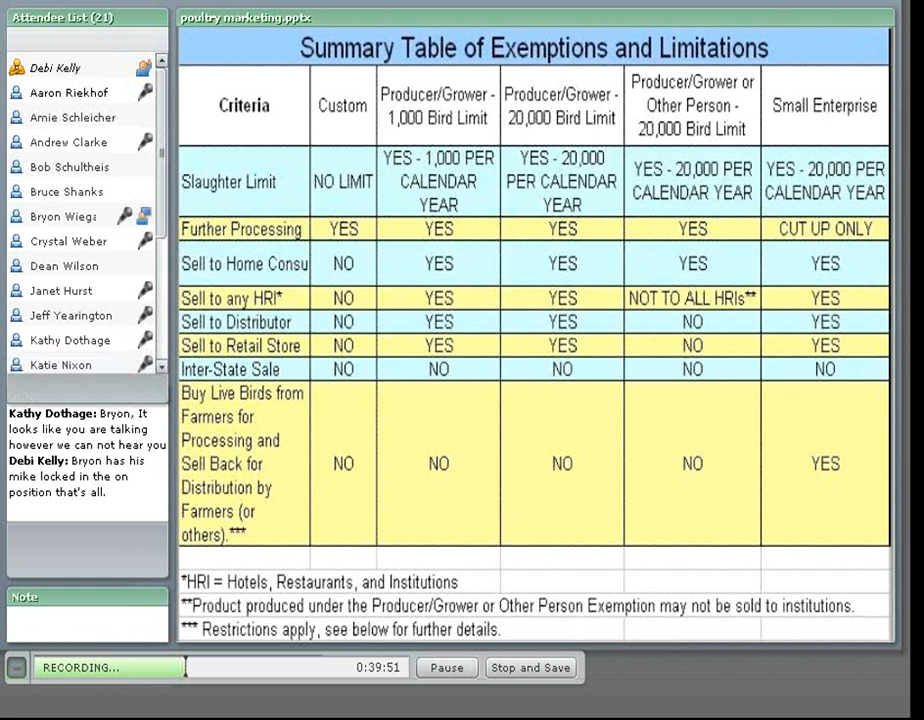 Attendee List (21)
Debi Kelly
Aaron Riekhof
Amie Schleicher
Andrew Clarke
Bob Schultheis
Bruce Shanks
Bryon Wiega
Crystal Weber
Dean Wilson
Janet Hurst
Jeff Yearington
Kathy Dothage
Katie Nixon
Kathy Dothage: Bryon, It
looks like you are talking
however we can not hear you
Debi Kelly: Bryon has his
mike locked in the on
position that's all.
Note
poultry marketing.pptx
Summary Table of Exemptions and Limitations
Criteria
Custom
Producer/Grower -
1,000 Bird Limit
Producer/Grower -
20,000 Bird Limit
Producer/Grower or
Other Person -
20,000 Bird Limit
Small Enterprise
Slaughter Limit
NO LIMIT
YES - 1,000 PER
CALENDAR
YEAR
YES - 20,000
PER CALENDAR
YEAR
YES - 20,000 PER
CALENDAR YEAR
YES - 20,000 PER
CALENDAR YEAR
Further Processing YES YES YES YES CUT UP ONLY
Sell to Home Consu NO YES YES YES YES
Sell to any HRI* NO YES YES NOT TO ALL HRIs** YES
Sell to Distributor NO YES YES NO YES
Sell to Retail Store NO YES YES NO YES
Inter-State Sale NO NO NO NO NO
Buy Live Birds from
Farmers for
Processing and
Sell Back for
Distribution by
Farmers (or
others).***
NO NO NO NO YES
*HRI = Hotels, Restaurants, and Institutions
**Product produced under the Producer/Grower or Other Person Exemption may not be sold to institutions.
*** Restrictions apply, see below for further details.
RECORDING... 0:39:51 Pause Stop and Save